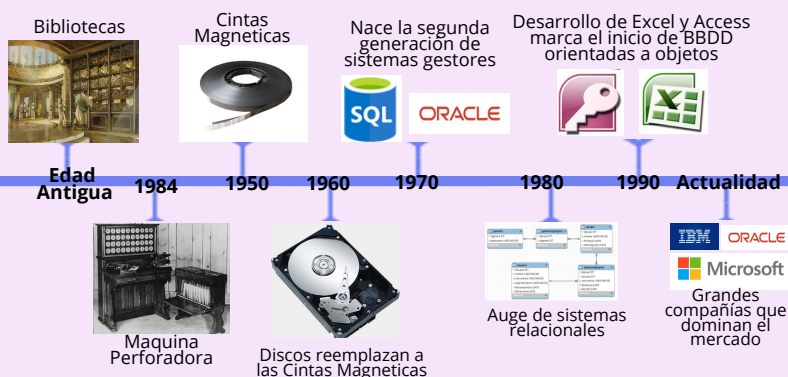 Bibliotecas
Cintas
Magneticas
Nace la segunda
generación de
sistemas gestores
SQL
ORACLE
Desarrollo de Excel y Access
marca el inicio de BBDD
orientadas a objetos
Edad
Antigua
1984
1950
1960
1970
1980
1990
Actualidad
Maquina
Perforadora
Discos reemplazan a
las Cintas Magneticas
Auge de sistemas
relacionales
IBM
ORACLE
Microsoft
Grandes
compañías que
dominan el
mercado